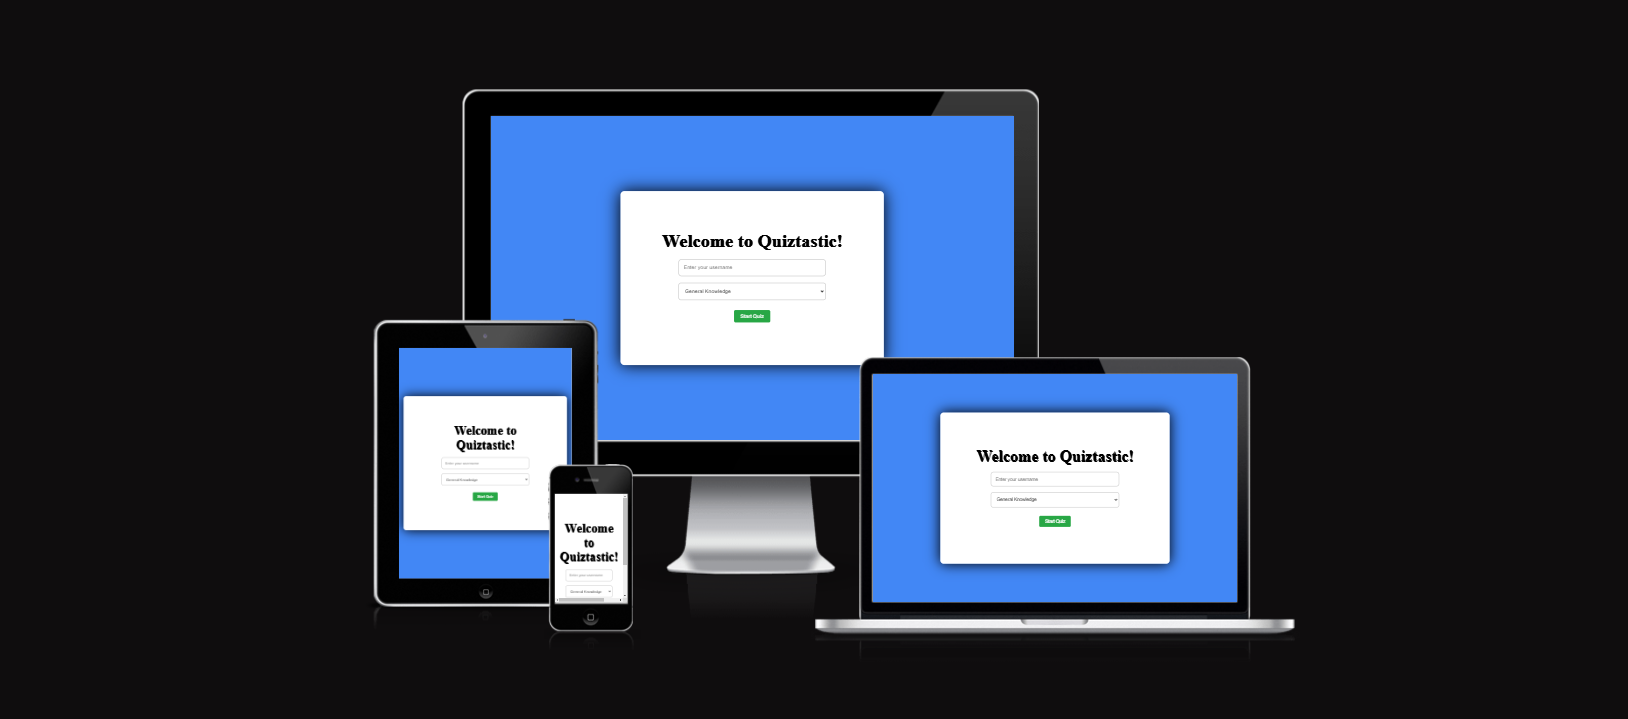 Welcome to Quiztastic!
Enter your username
General Knowledge
Start Quiz
Welcome to
Quiztastic!
Enter your username
General Knowledge
Start Quiz
Welcome
to
Quiztastic!
Enter your username
General Knowledge
Welcome to Quiztastic!
Enter your username
General Knowledge
Start Quiz